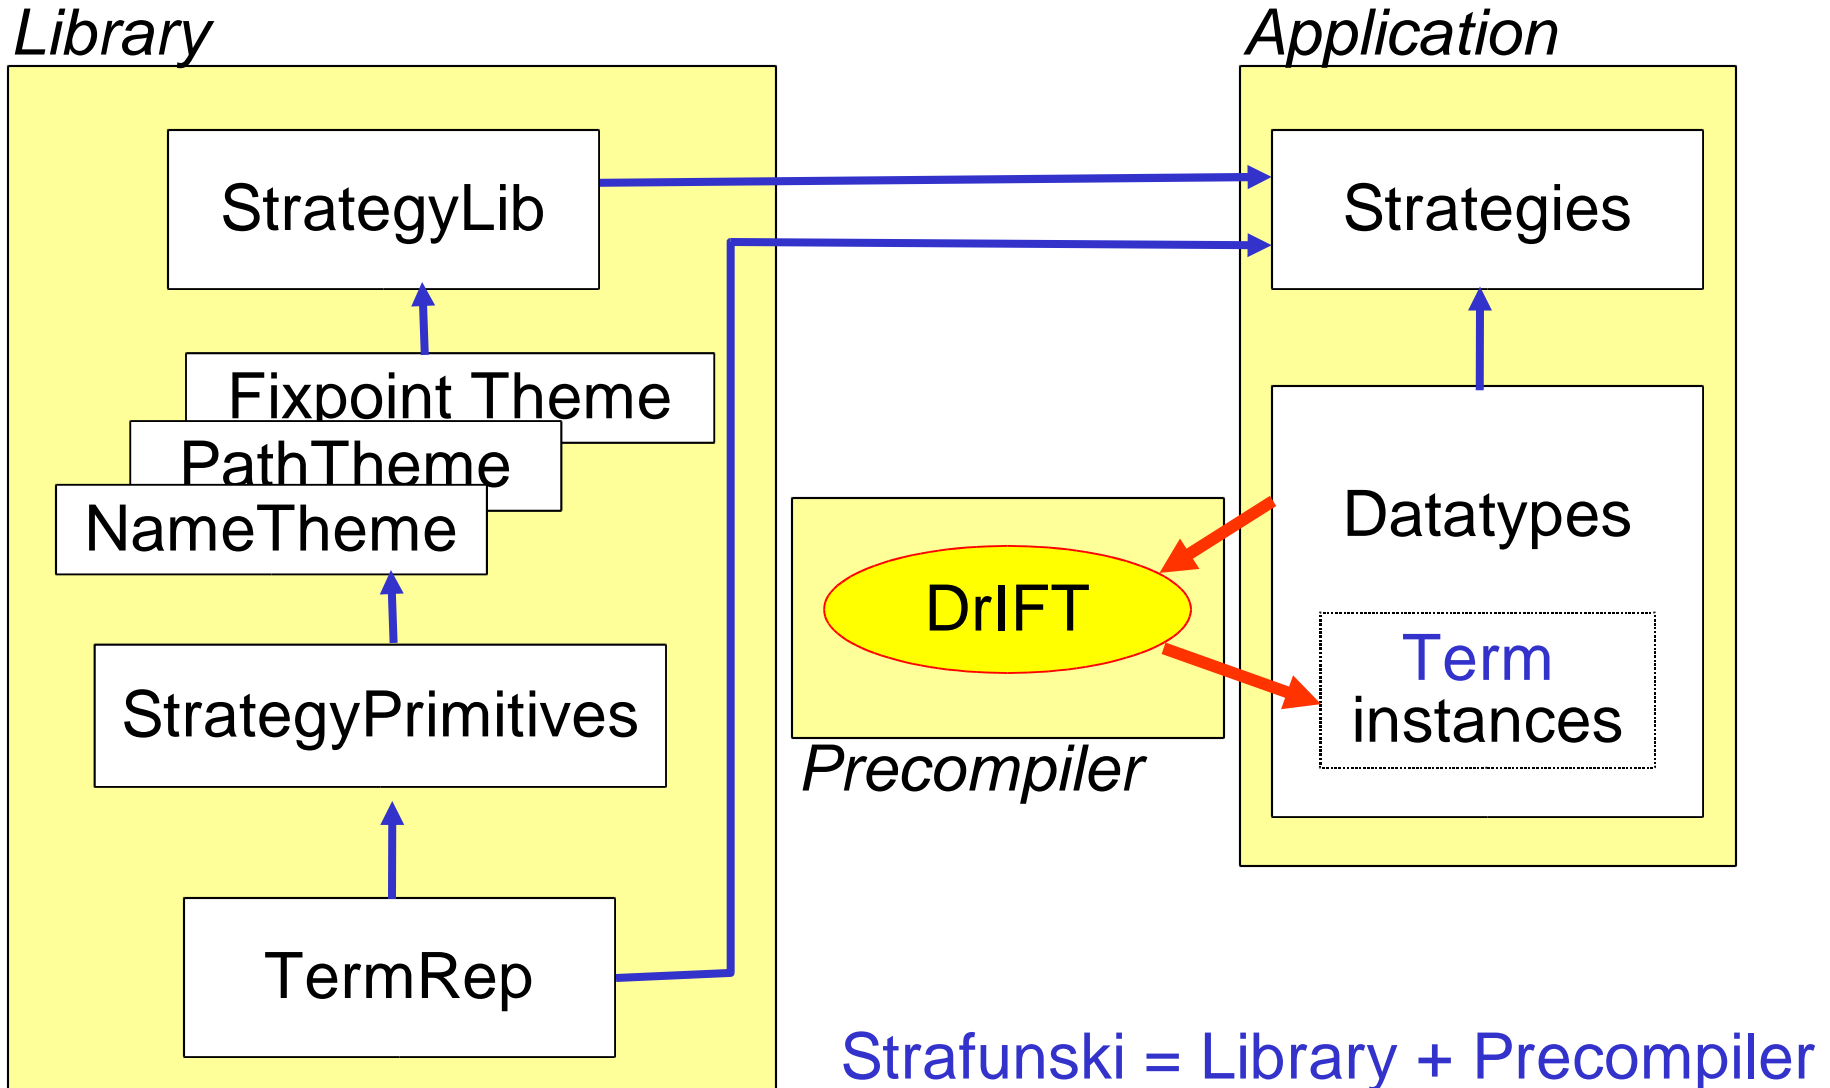 Library
Application
StrategyLib
Strategies
Fixpoint Theme
PathTheme
NameTheme
Datatypes
DrIFT
Term
instances
StrategyPrimitives
Precompiler
TermRep
Strafunski = Library + Precompiler